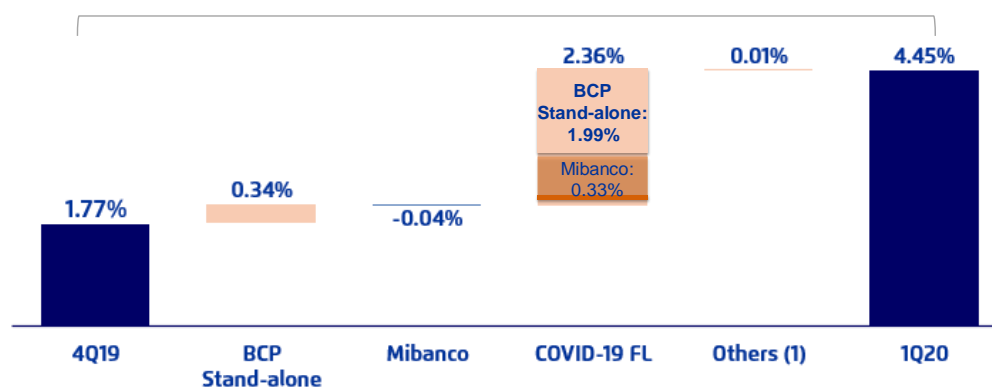 2.36%
0.01%
4.45%
BCP
Stand-alone:
1.99%
Mibanco:
0.33%
0.34%
1.77%
-0.04%
4Q19
BCP
Stand-alone
Mibanco
COVID-19 FL
Others (1)
1Q20